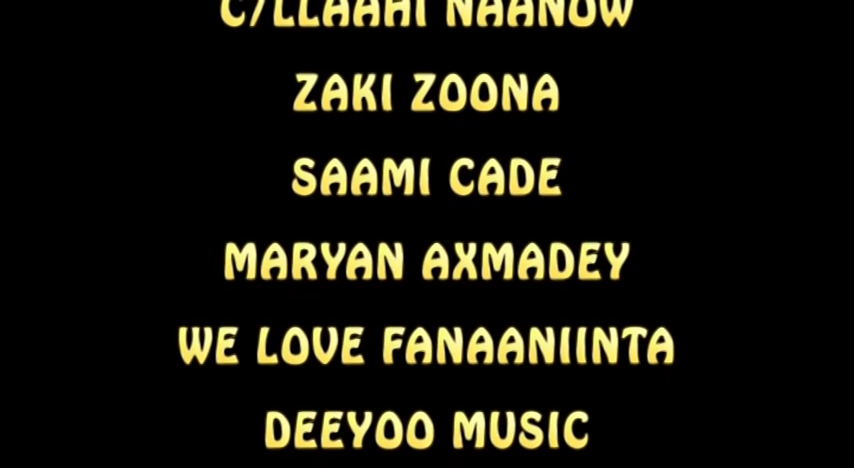 C/LLAAHI NAANOW
ZAKI ZOONA
SAAMI CADE
MARYAN AXMADEY
WE LOVE FANAANIINTA
DEEYOO MUSIC